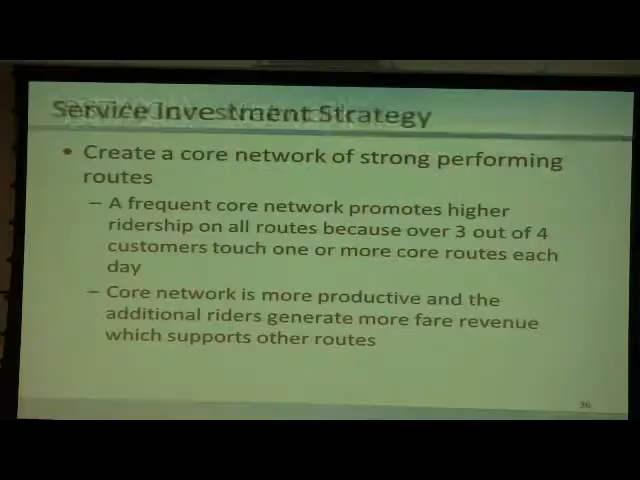 Service Investment Strategy
• Create a core network of strong performing
routes
– A frequent core network promotes higher
ridership on all routes because over 3 out of 4
customers touch one or more core routes each
day
– Core network is more productive and the
additional riders generate more fare revenue
which supports other routes
36